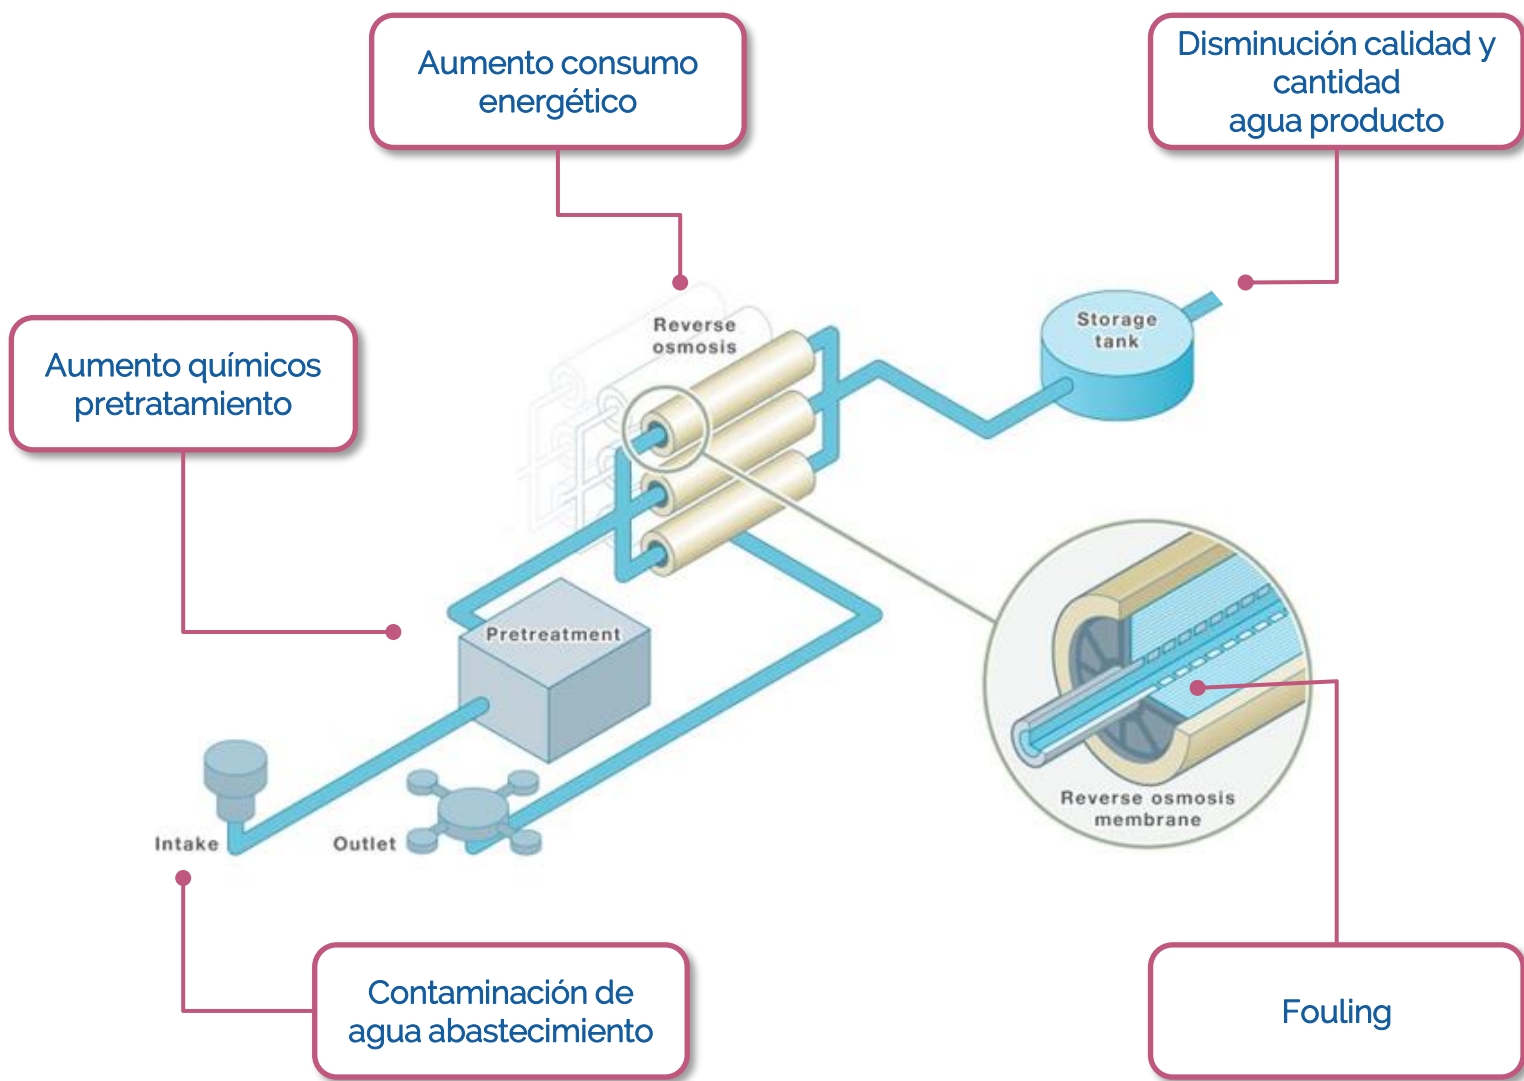 Aumento consumo
energético
Disminución calidad y
cantidad
agua producto
Aumento químicos
pretratamiento
Reverse
osmosis
Storage
tank
Pretreatment
Intake
Outlet
Reverse osmosis
membrane
Contaminación de
agua abastecimiento
Fouling